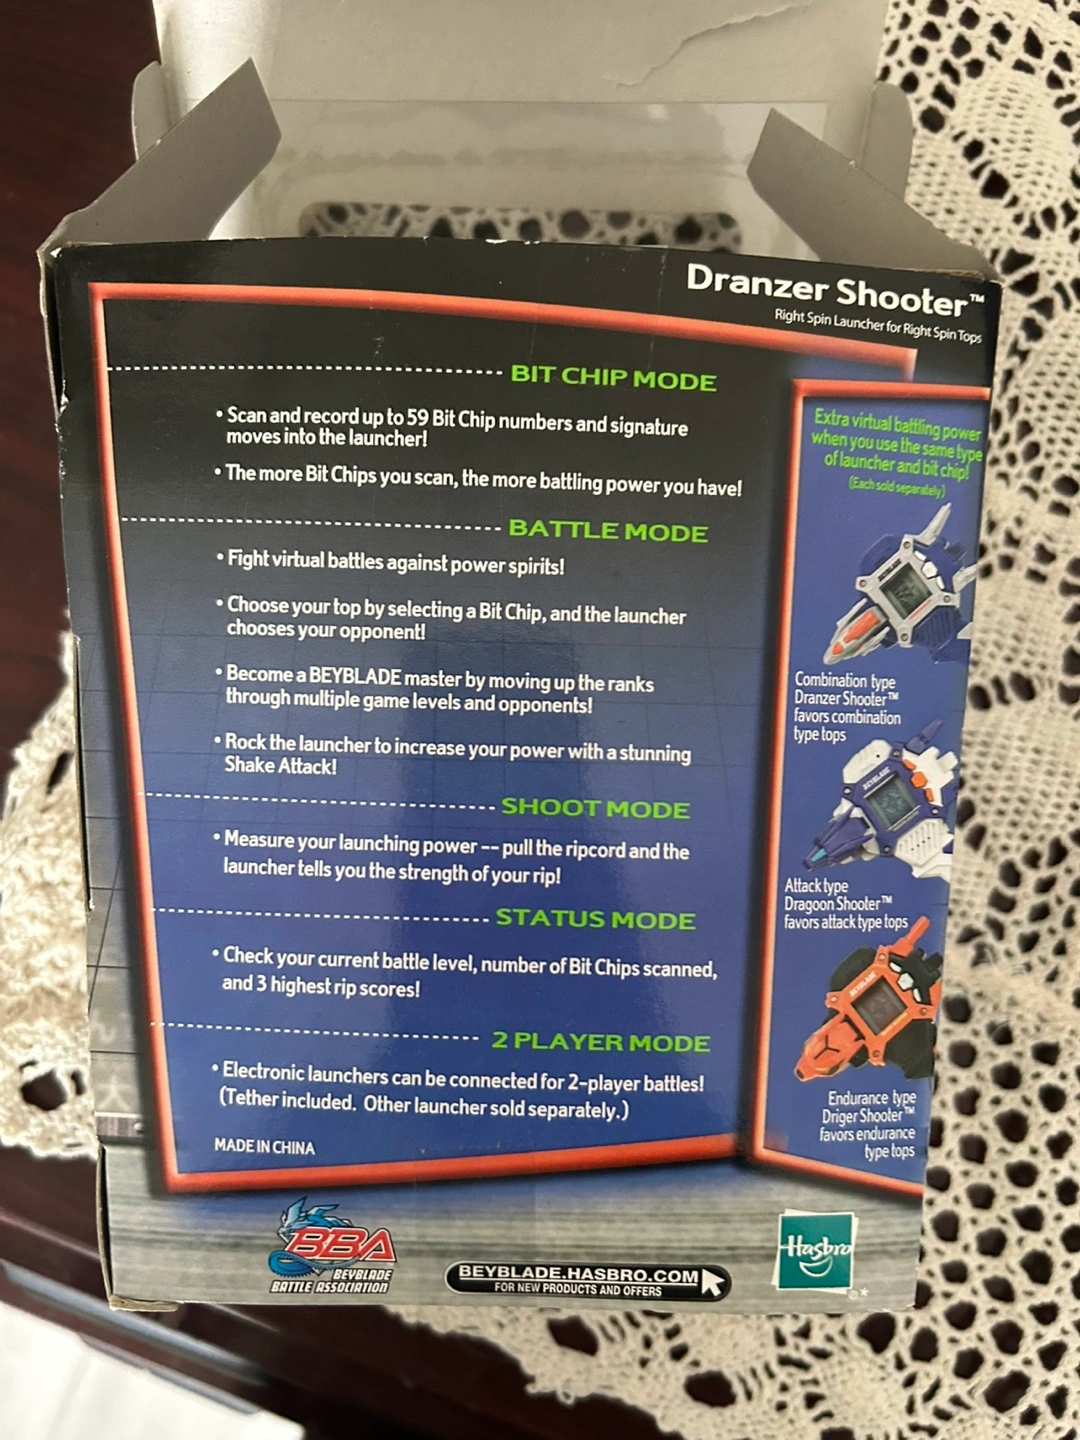 Dranzer Shooter™
Right Spin Launcher for Right Spin Tops
BIT CHIP MODE
• Scan and record up to 59 Bit Chip numbers and signature
moves into the launcher!
• The more Bit Chips you scan, the more battling power you have!
BATTLE MODE
• Fight virtual battles against power spirits!
• Choose your top by selecting a Bit Chip, and the launcher
chooses your opponent!
• Become a BEYBLADE master by moving up the ranks
through multiple game levels and opponents!
• Rock the launcher to increase your power with a stunning
Shake Attack!
SHOOT MODE
• Measure your launching power -- pull the ripcord and the
launcher tells you the strength of your rip!
STATUS MODE
• Check your current battle level, number of Bit Chips scanned,
and 3 highest rip scores!
2 PLAYER MODE
• Electronic launchers can be connected for 2-player battles!
(Tether included. Other launcher sold separately.)
MADE IN CHINA
Extra virtual battling power
when you use the same type
of launcher and bit chip!
(Each sold separately)
BEYBLADE
Combination type
Dranzer Shooter™
favors combination
type tops
BEYBLADE
Attack type
Dragoon Shooter™
favors attack type tops
BEYBLADE
Endurance type
Driger Shooter™
favors endurance
type tops
BBA
BEYBLADE
BATTLE ASSOCIATION
BEYBLADE.HASBRO.COM
FOR NEW PRODUCTS AND OFFERS
Hasbro
®*